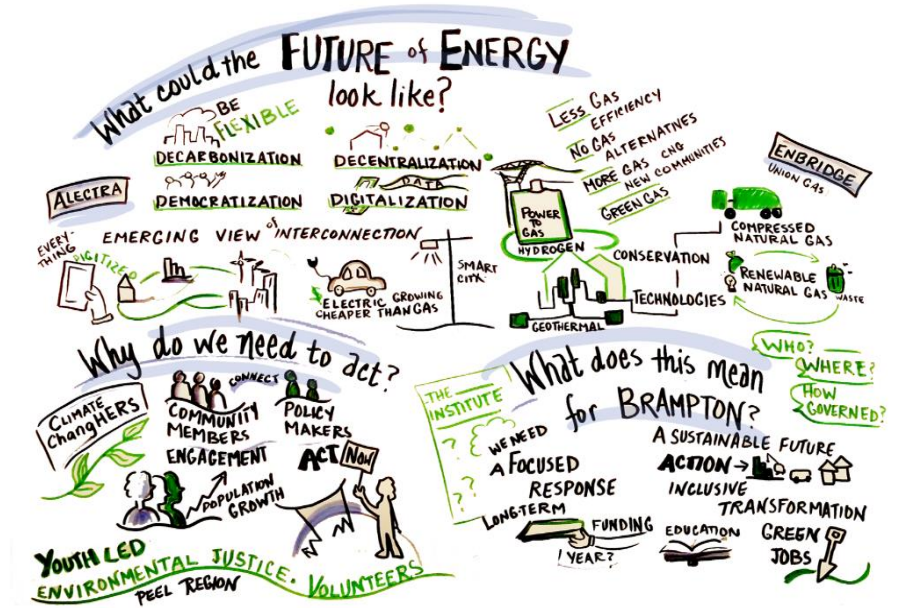 What could the FUTURE of ENERGY
look like?
BE
FLEXIBLE
DECARBONIZATION
DECENTRALIZATION
DEMOCRATIZATION
DATA
DIGITALIZATION
ALECTRA
EMERGING VIEW of INTERCONNECTION
EVERY-
THING
DIGITIZED
$ ELECTRIC GROWING
CHEAPER THAN GAS
SMART
CITY
LESS GAS
EFFICIENCY
NO GAS
ALTERNATIVES
MORE GAS CNG
NEW COMMUNITIES
GREEN GAS
ENBRIDGE
UNION GAS
POWER
TO
GAS
HYDROGEN
CONSERVATION
TECHNOLOGIES
GEOTHERMAL
COMPRESSED
NATURAL GAS
RENEWABLE
NATURAL GAS
WASTE
Why do we need to act?
CLIMATE
ChangHERS
CONNECT
COMMUNITY
MEMBERS
ENGAGEMENT
POLICY
MAKERS
ACT NOW
POPULATION
GROWTH
YOUTH LED
ENVIRONMENTAL JUSTICE. VOLUNTEERS
PEEL REGION
What does this mean
for BRAMPTON?
WHO?
WHERE?
HOW
GOVERNED?
THE
INSTITUTE
?
?
?
?
WE NEED
A FOCUSED
RESPONSE
LONG-TERM
FUNDING
1 YEAR?
A SUSTAINABLE FUTURE
ACTION →
INCLUSIVE
TRANSFORMATION
EDUCATION
GREEN
JOBS